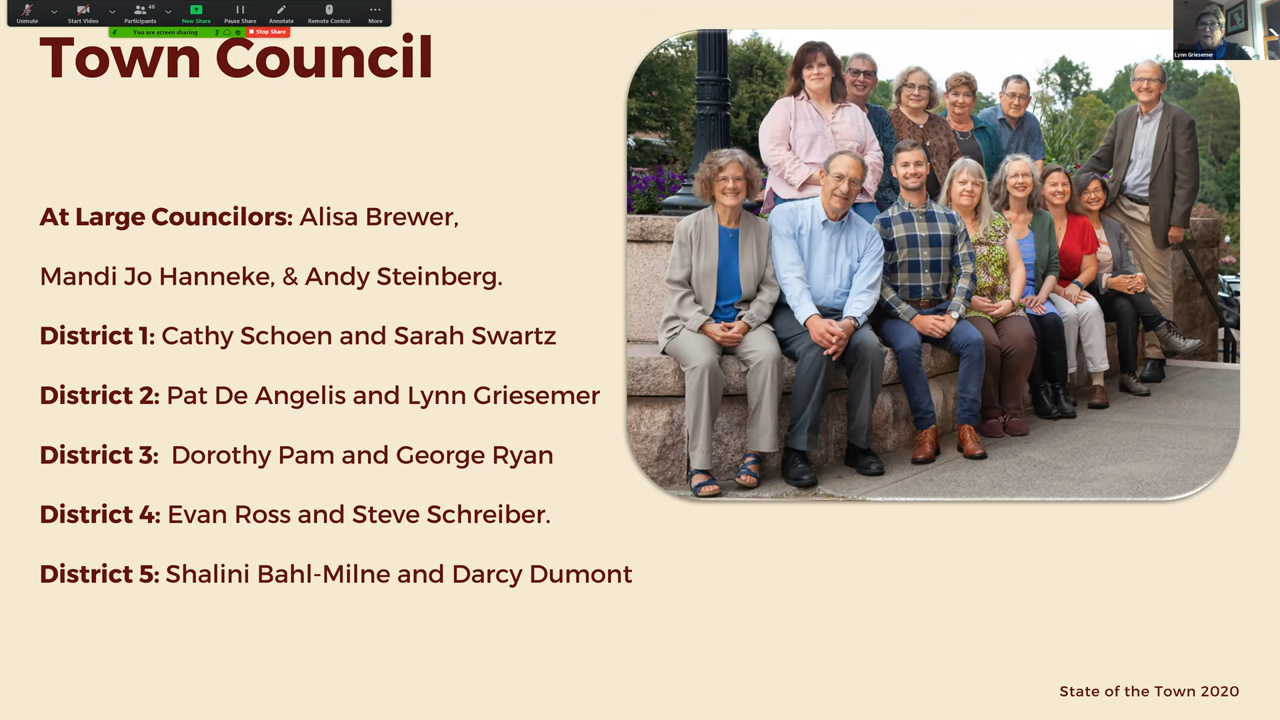 46
Unmute
Start Video
Participants
New Share
Pause Share
Annotate
Remote Control
More
You are screen sharing
Stop Share
Lynn Griesemer
Town Council
At Large Councilors: Alisa Brewer,
Mandi Jo Hanneke, & Andy Steinberg.
District 1: Cathy Schoen and Sarah Swartz
District 2: Pat De Angelis and Lynn Griesemer
District 3: Dorothy Pam and George Ryan
District 4: Evan Ross and Steve Schreiber.
District 5: Shalini Bahl-Milne and Darcy Dumont
State of the Town 2020